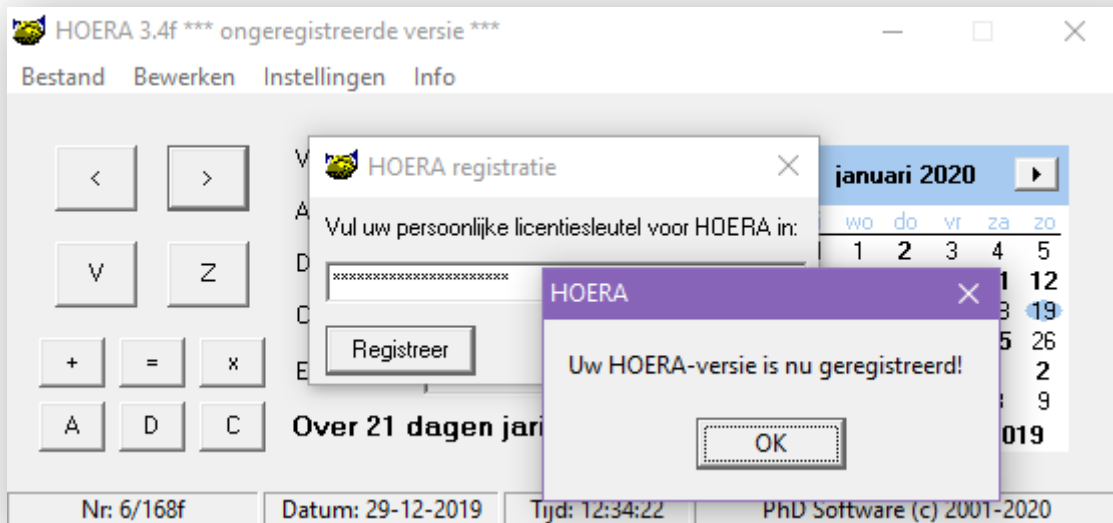 HOERA 3.4f *** ongeregistreerde versie ***
Bestand Bewerken Instellingen Info
< >
V Z
+ = x
A D C
V
A
D
E
HOERA registratie
Vul uw persoonlijke licentiesleutel voor HOERA in:
**********************
Registreer
HOERA
Uw HOERA-versie is nu geregistreerd!
OK
januari 2020
wo do vr za zo
1 2 3 4 5
12
19
26
2
9
Over 21 dagen jari
Nr: 6/168f Datum: 29-12-2019 Tijd: 12:34:22 PhD Software (c) 2001-2020